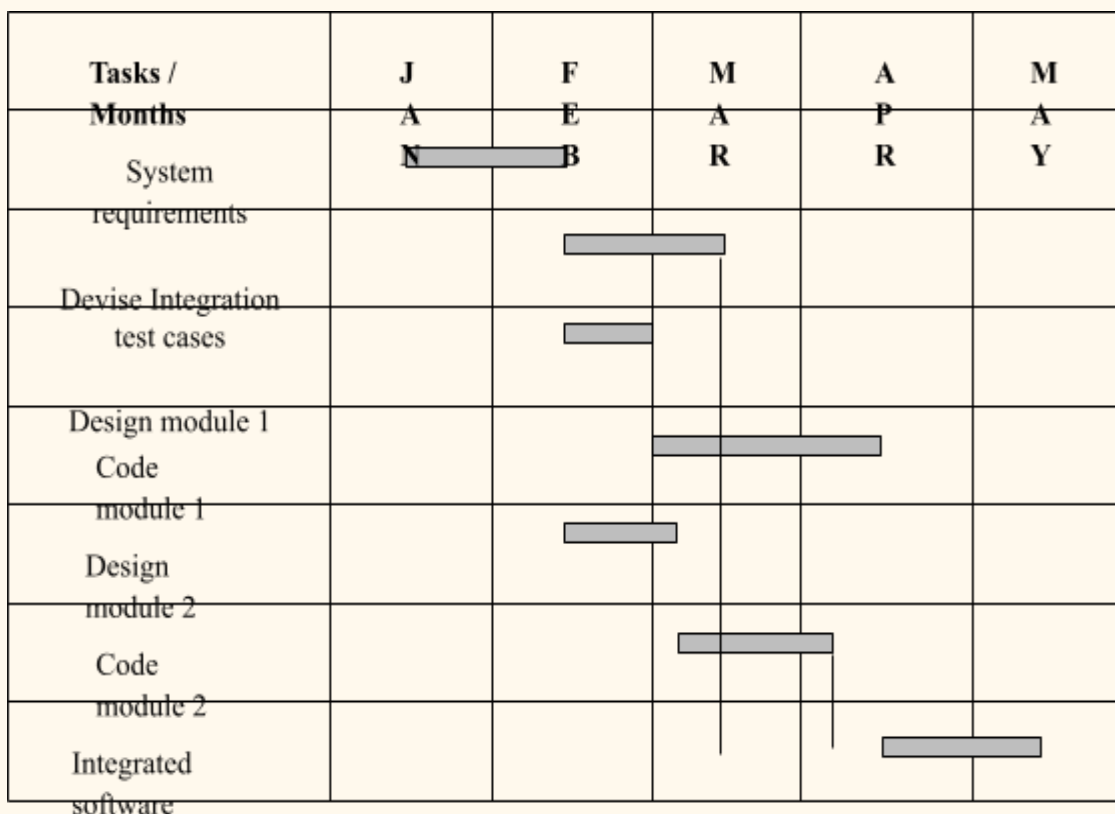 Tasks /
Months
J
A
N
F
E
B
M
A
R
A
P
R
M
A
Y
System
requirements
Devise Integration
test cases
Design module 1
Code
module 1
Design
module 2
Code
module 2
Integrated
software